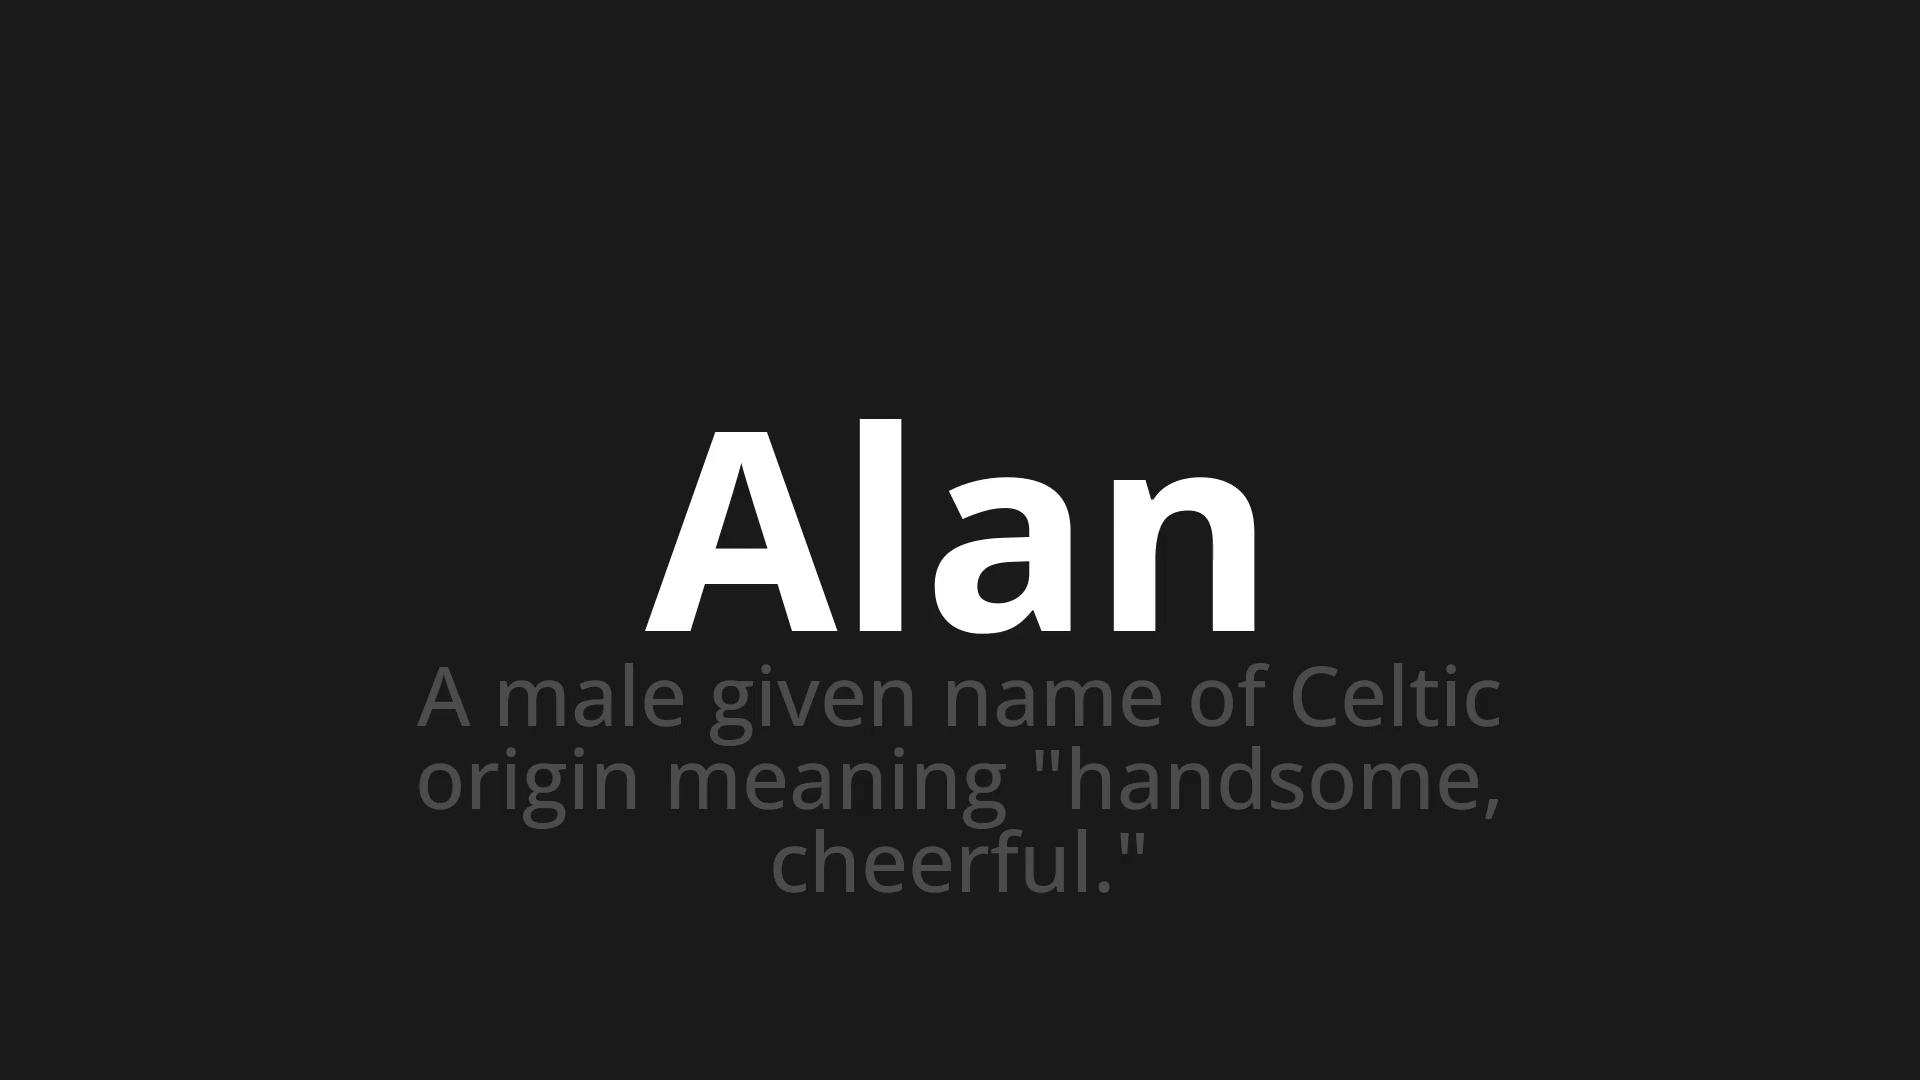 Alan
A male given name of Celtic
origin meaning "handsome,
cheerful."